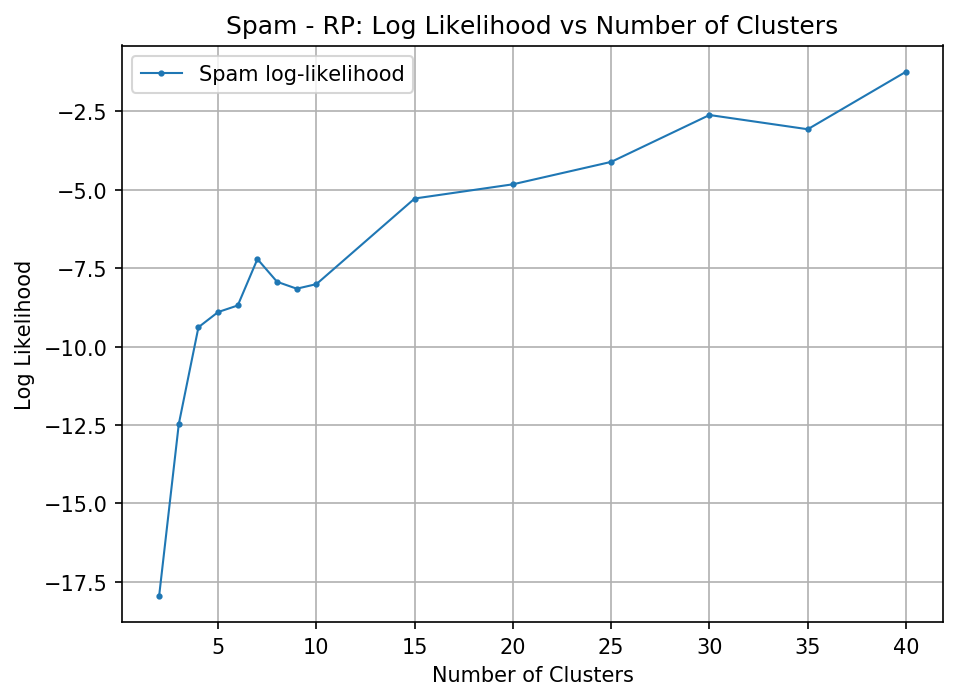 Spam - RP: Log Likelihood vs Number of Clusters
Spam log-likelihood
−2.5
−5.0
−7.5
−10.0
−12.5
−15.0
−17.5
Log Likelihood
5 10 15 20 25 30 35 40
Number of Clusters